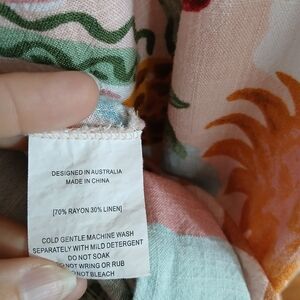 DESIGNED IN AUSTRALIA
MADE IN CHINA
[70% RAYON 30% LINEN]
COLD GENTLE MACHINE WASH
SEPARATELY WITH MILD DETERGENT
DO NOT SOAK
DO NOT WRING OR RUB
NOT BLEACH